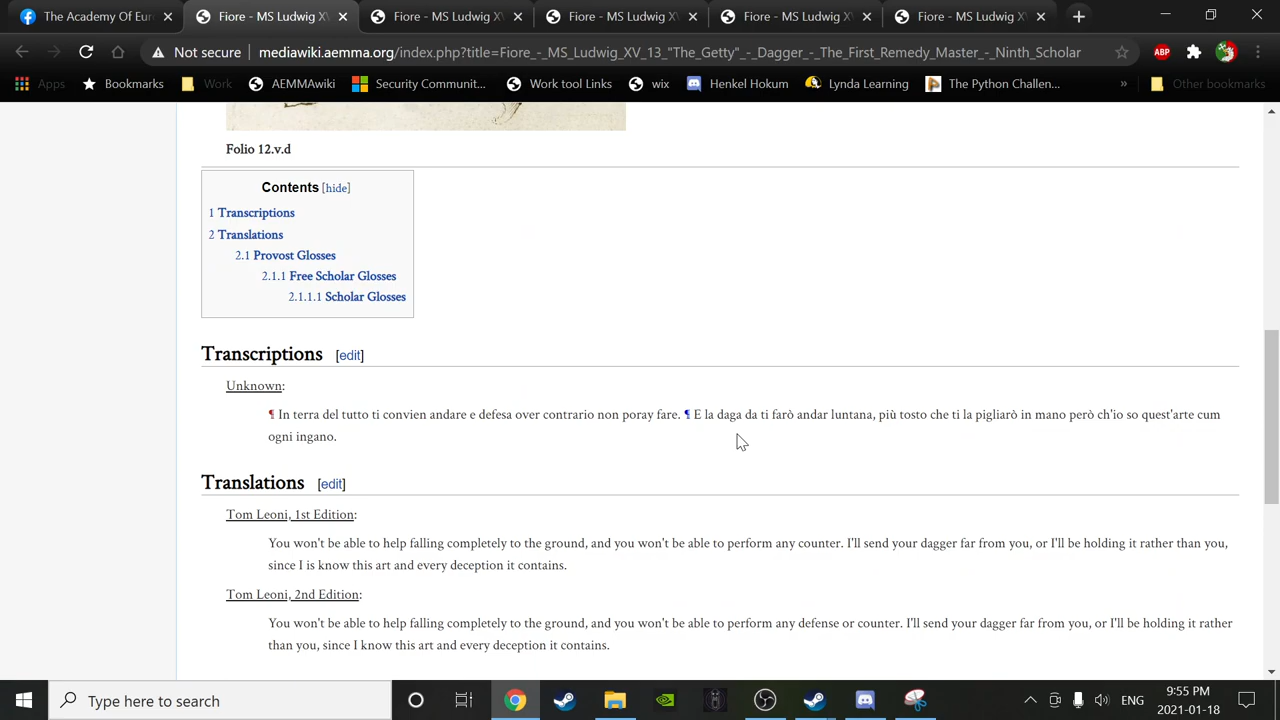 The Academy Of Eur
Fiore - MS Ludwig XV
Fiore - MS Ludwig XV
Fiore - MS Ludwig XV
Fiore - MS Ludwig XV
Fiore - MS Ludwig XV
Not secure
mediawiki.aemma.org/index.php?title=Fiore_-_MS_Ludwig_XV_13_"The_Getty"_-_Dagger_-_The_First_Remedy_Master_-_Ninth_Scholar
ABP
Apps
Bookmarks
Work
AEMMAwiki
Security Commun...
Work tool Links
wix
Henkel Hokum
Lynda Learning
The Python Challen...
»
Other bookmarks
Folio 12.v.d
Contents [hide]
1 Transcriptions
2 Translations
2.1 Provost Glosses
2.1.1 Free Scholar Glosses
2.1.1.1 Scholar Glosses
Transcriptions [edit]
Unknown:
¶ In terra del tutto ti convien andare e defesa over contrario non poray fare. ¶ E la daga da ti farò andar luntana, più tosto che ti la pigliarò in mano però ch'io so quest'arte cum
ogni ingano.
Translations [edit]
Tom Leoni, 1st Edition:
You won't be able to help falling completely to the ground, and you won't be able to perform any counter. I'll send your dagger far from you, or I'll be holding it rather than you,
since I is know this art and every deception it contains.
Tom Leoni, 2nd Edition:
You won't be able to help falling completely to the ground, and you won't be able to perform any defense or counter. I'll send your dagger far from you, or I'll be holding it rather
than you, since I know this art and every deception it contains.
Type here to search
ENG
9:55 PM
2021-01-18